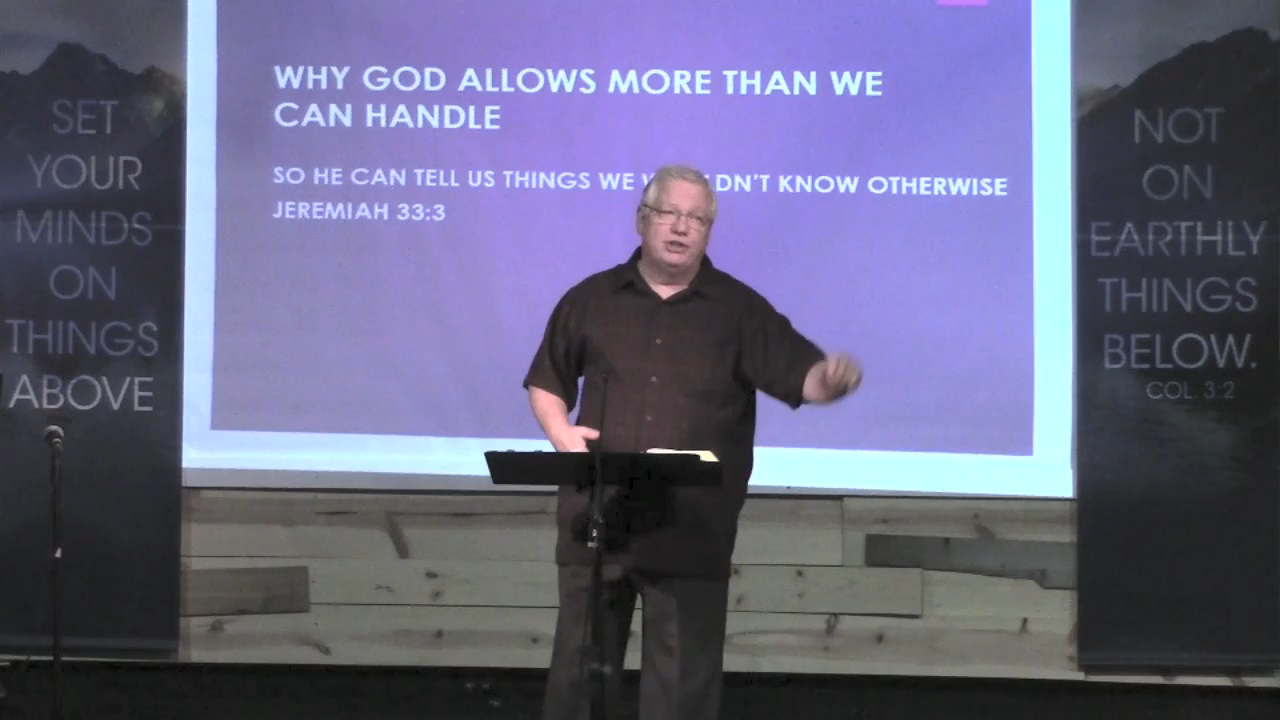 WHY GOD ALLOWS MORE THAN WE
CAN HANDLE
SO HE CAN TELL US THINGS WE DN'T KNOW OTHERWISE
JEREMIAH 33:3
SET
YOUR
MINDS
ON
THINGS
ABOVE
NOT
ON
EARTHLY
THINGS
BELOW.
COL. 3:2